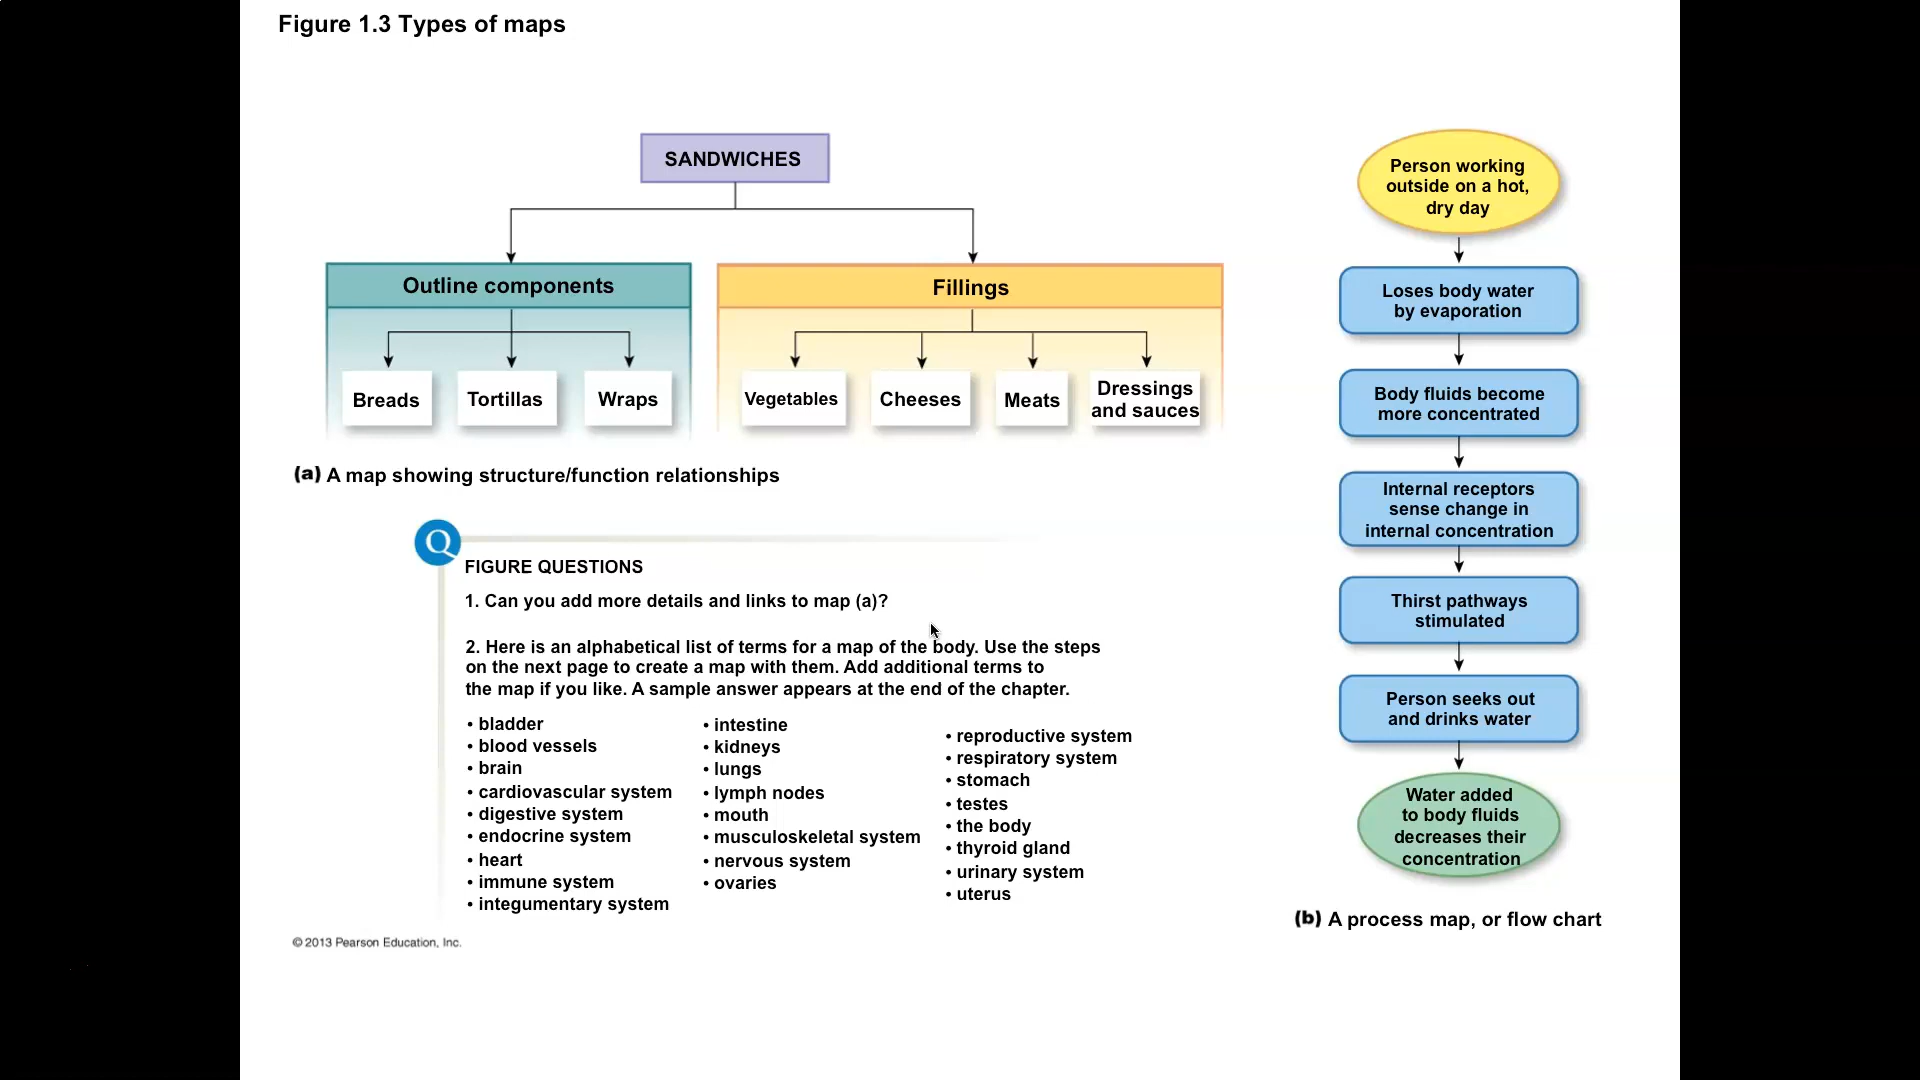 Figure 1.3 Types of maps
SANDWICHES
Outline components
Breads
Tortillas
Wraps
Fillings
Vegetables
Cheeses
Meats
Dressings
and sauces
(a) A map showing structure/function relationships
Q
FIGURE QUESTIONS
1. Can you add more details and links to map (a)?
2. Here is an alphabetical list of terms for a map of the body. Use the steps
on the next page to create a map with them. Add additional terms to
the map if you like. A sample answer appears at the end of the chapter.
• bladder
• blood vessels
• brain
• cardiovascular system
• digestive system
• endocrine system
• heart
• immune system
• integumentary system
• intestine
• kidneys
• lungs
• lymph nodes
• mouth
• musculoskeletal system
• nervous system
• ovaries
• reproductive system
• respiratory system
• stomach
• testes
• the body
• thyroid gland
• urinary system
• uterus
Person working
outside on a hot,
dry day
Loses body water
by evaporation
Body fluids become
more concentrated
Internal receptors
sense change in
internal concentration
Thirst pathways
stimulated
Person seeks out
and drinks water
Water added
to body fluids
decreases their
concentration
(b) A process map, or flow chart
© 2013 Pearson Education, Inc.